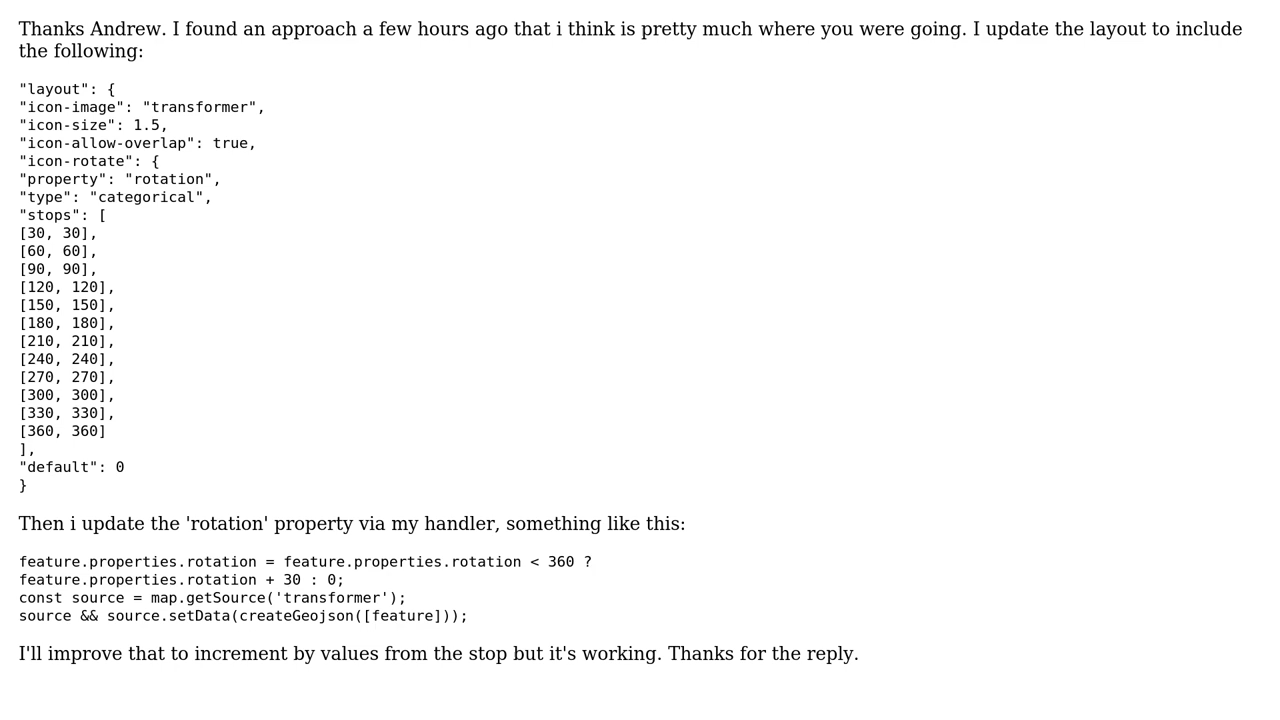 Thanks Andrew. I found an approach a few hours ago that i think is pretty much where you were going. I update the layout to include
the following:
"layout": {
"icon-image": "transformer",
"icon-size": 1.5,
"icon-allow-overlap": true,
"icon-rotate": {
"property": "rotation",
"type": "categorical",
"stops": [
[30, 30],
[60, 60],
[90, 90],
[120, 120],
[150, 150],
[180, 180],
[210, 210],
[240, 240],
[270, 270],
[300, 300],
[330, 330],
[360, 360]
],
"default": 0
}
Then i update the 'rotation' property via my handler, something like this:
feature.properties.rotation = feature.properties.rotation < 360 ?
feature.properties.rotation + 30 : 0;
const source = map.getSource('transformer');
source && source.setData(createGeojson([feature]));
I'll improve that to increment by values from the stop but it's working. Thanks for the reply.